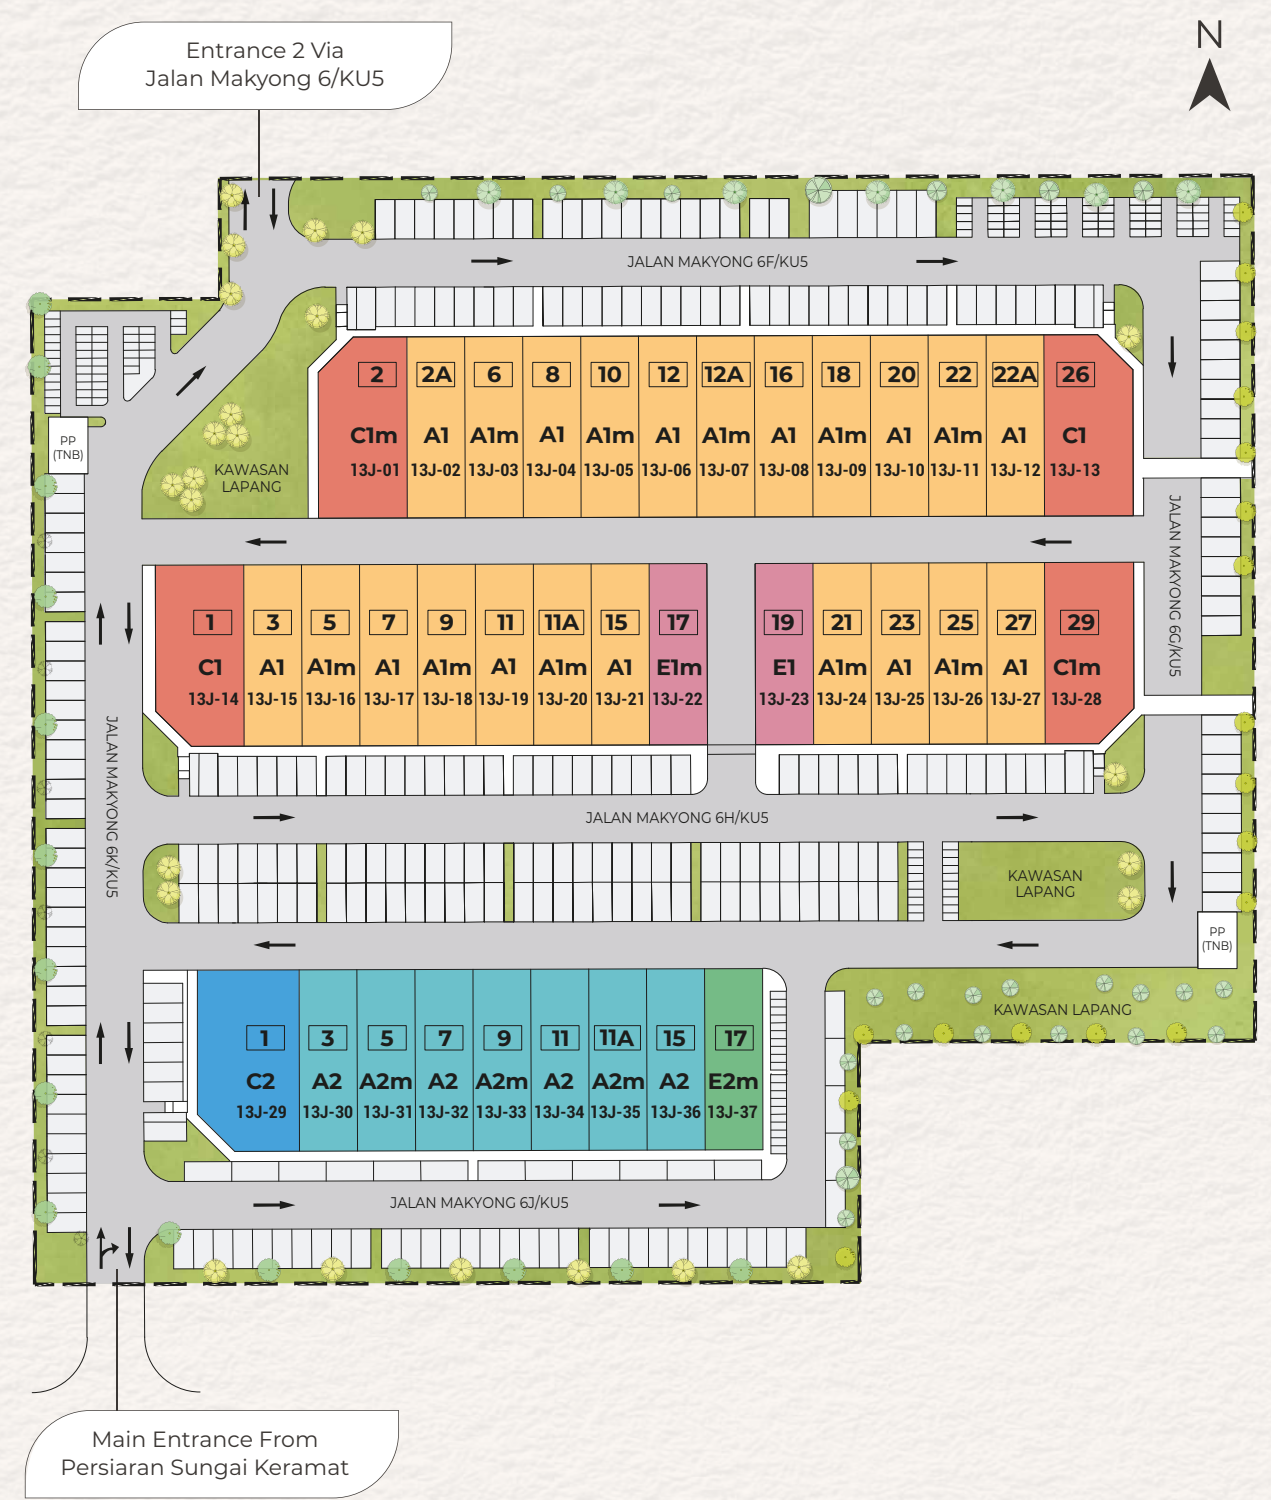 Entrance 2 Via
Jalan Makyong 6/KU5
N
JALAN MAKYONG 6F/KU5
2 2A 6 8 10 12 12A 16 18 20 22 22A 26
C1m A1 A1m A1 A1m A1 A1m A1 A1m A1 A1m A1 C1
13J-01 13J-02 13J-03 13J-04 13J-05 13J-06 13J-07 13J-08 13J-09 13J-10 13J-11 13J-12 13J-13
PP
(TNB)
KAWASAN
LAPANG
JALAN MAKYONG 6G/KU5
1 3 5 7 9 11 11A 15 17 19 21 23 25 27 29
C1 A1 A1m A1 A1m A1 A1m A1 E1m E1 A1m A1 A1m A1 C1m
13J-14 13J-15 13J-16 13J-17 13J-18 13J-19 13J-20 13J-21 13J-22 13J-23 13J-24 13J-25 13J-26 13J-27 13J-28
JALAN MAKYONG 6K/KU5
JALAN MAKYONG 6H/KU5
KAWASAN
LAPANG
PP
(TNB)
KAWASAN LAPANG
1 3 5 7 9 11 11A 15 17
C2 A2 A2m A2 A2m A2 A2m A2 E2m
13J-29 13J-30 13J-31 13J-32 13J-33 13J-34 13J-35 13J-36 13J-37
JALAN MAKYONG 6J/KU5
Main Entrance From
Persiaran Sungai Keramat